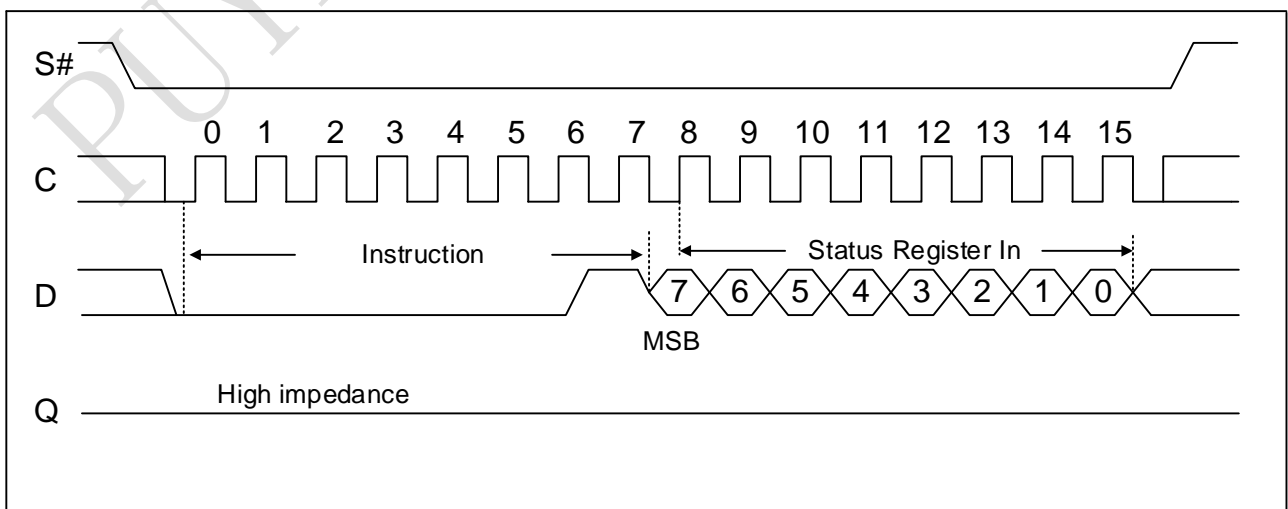 PUY
S#
0 1 2 3 4 5 6 7 8 9 10 11 12 13 14 15
C
Instruction
Status Register In
D
7 6 5 4 3 2 1 0
MSB
High impedance
Q